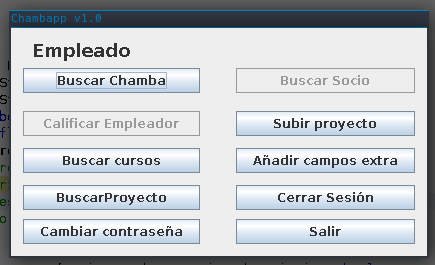 Chambapp v1.0
Empleado
Buscar Chamba
Buscar Socio
Calificar Empleador
Subir proyecto
Buscar cursos
Añadir campos extra
BuscarProyecto
Cerrar Sesión
Cambiar contraseña
Salir